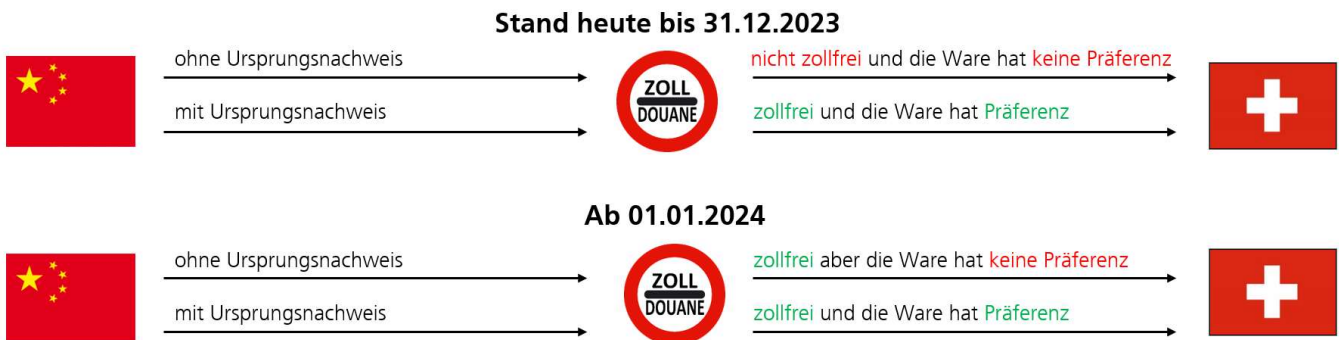 Stand heute bis 31.12.2023
ohne Ursprungsnachweis
nicht zollfrei und die Ware hat keine Präferenz
ZOLL
DOUANE
mit Ursprungsnachweis
zollfrei und die Ware hat Präferenz
Ab 01.01.2024
ohne Ursprungsnachweis
zollfrei aber die Ware hat keine Präferenz
ZOLL
DOUANE
mit Ursprungsnachweis
zollfrei und die Ware hat Präferenz